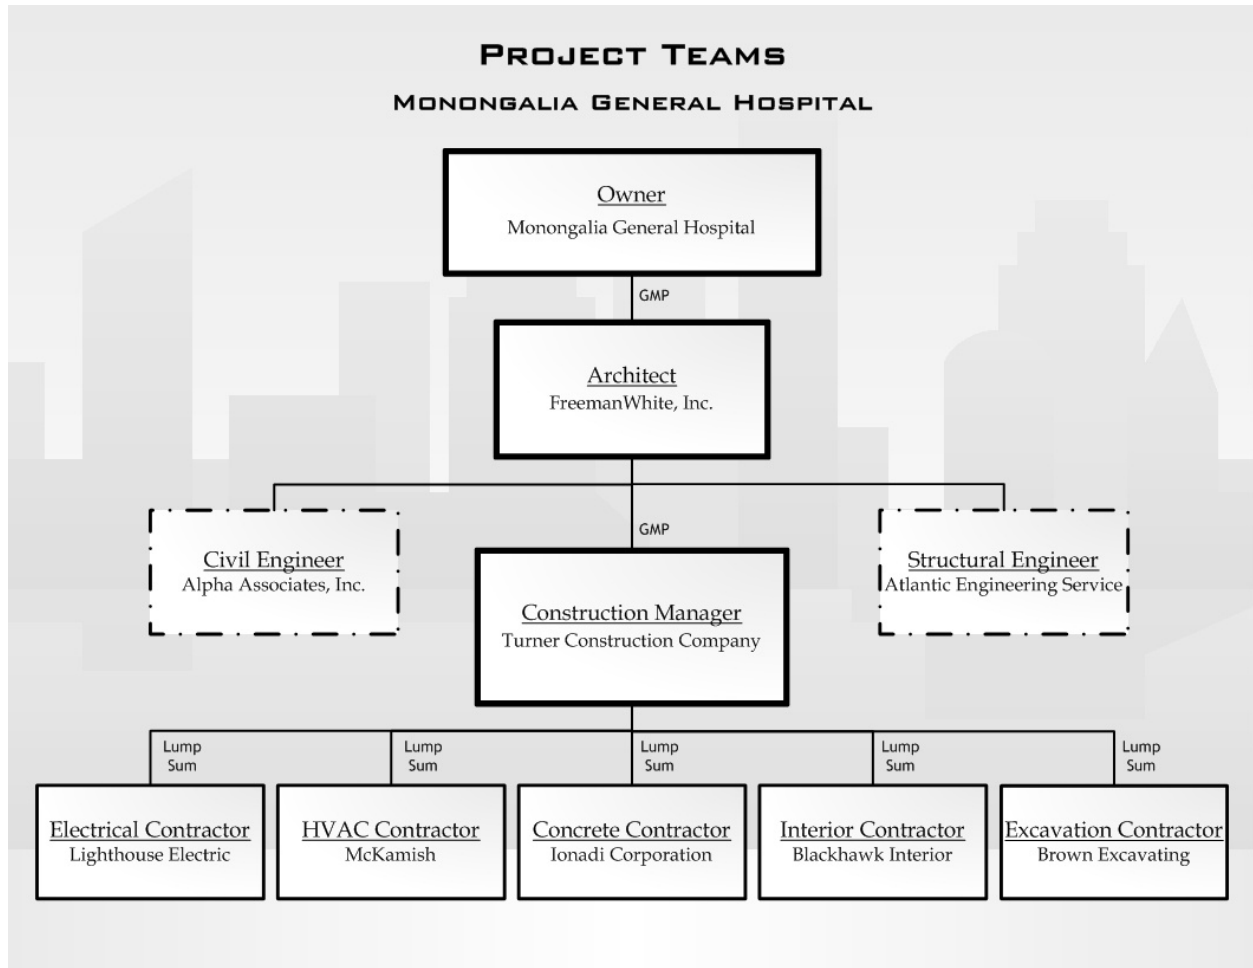 PROJECT TEAMS
MONONGALIA GENERAL HOSPITAL
Owner
Monongalia General Hospital
GMP
Architect
FreemanWhite, Inc.
GMP
Civil Engineer
Alpha Associates, Inc.
Structural Engineer
Atlantic Engineering Service
Construction Manager
Turner Construction Company
Lump
Sum
Lump
Sum
Lump
Sum
Lump
Sum
Lump
Sum
Electrical Contractor
Lighthouse Electric
HVAC Contractor
McKamish
Concrete Contractor
Ionadi Corporation
Interior Contractor
Blackhawk Interior
Excavation Contractor
Brown Excavating